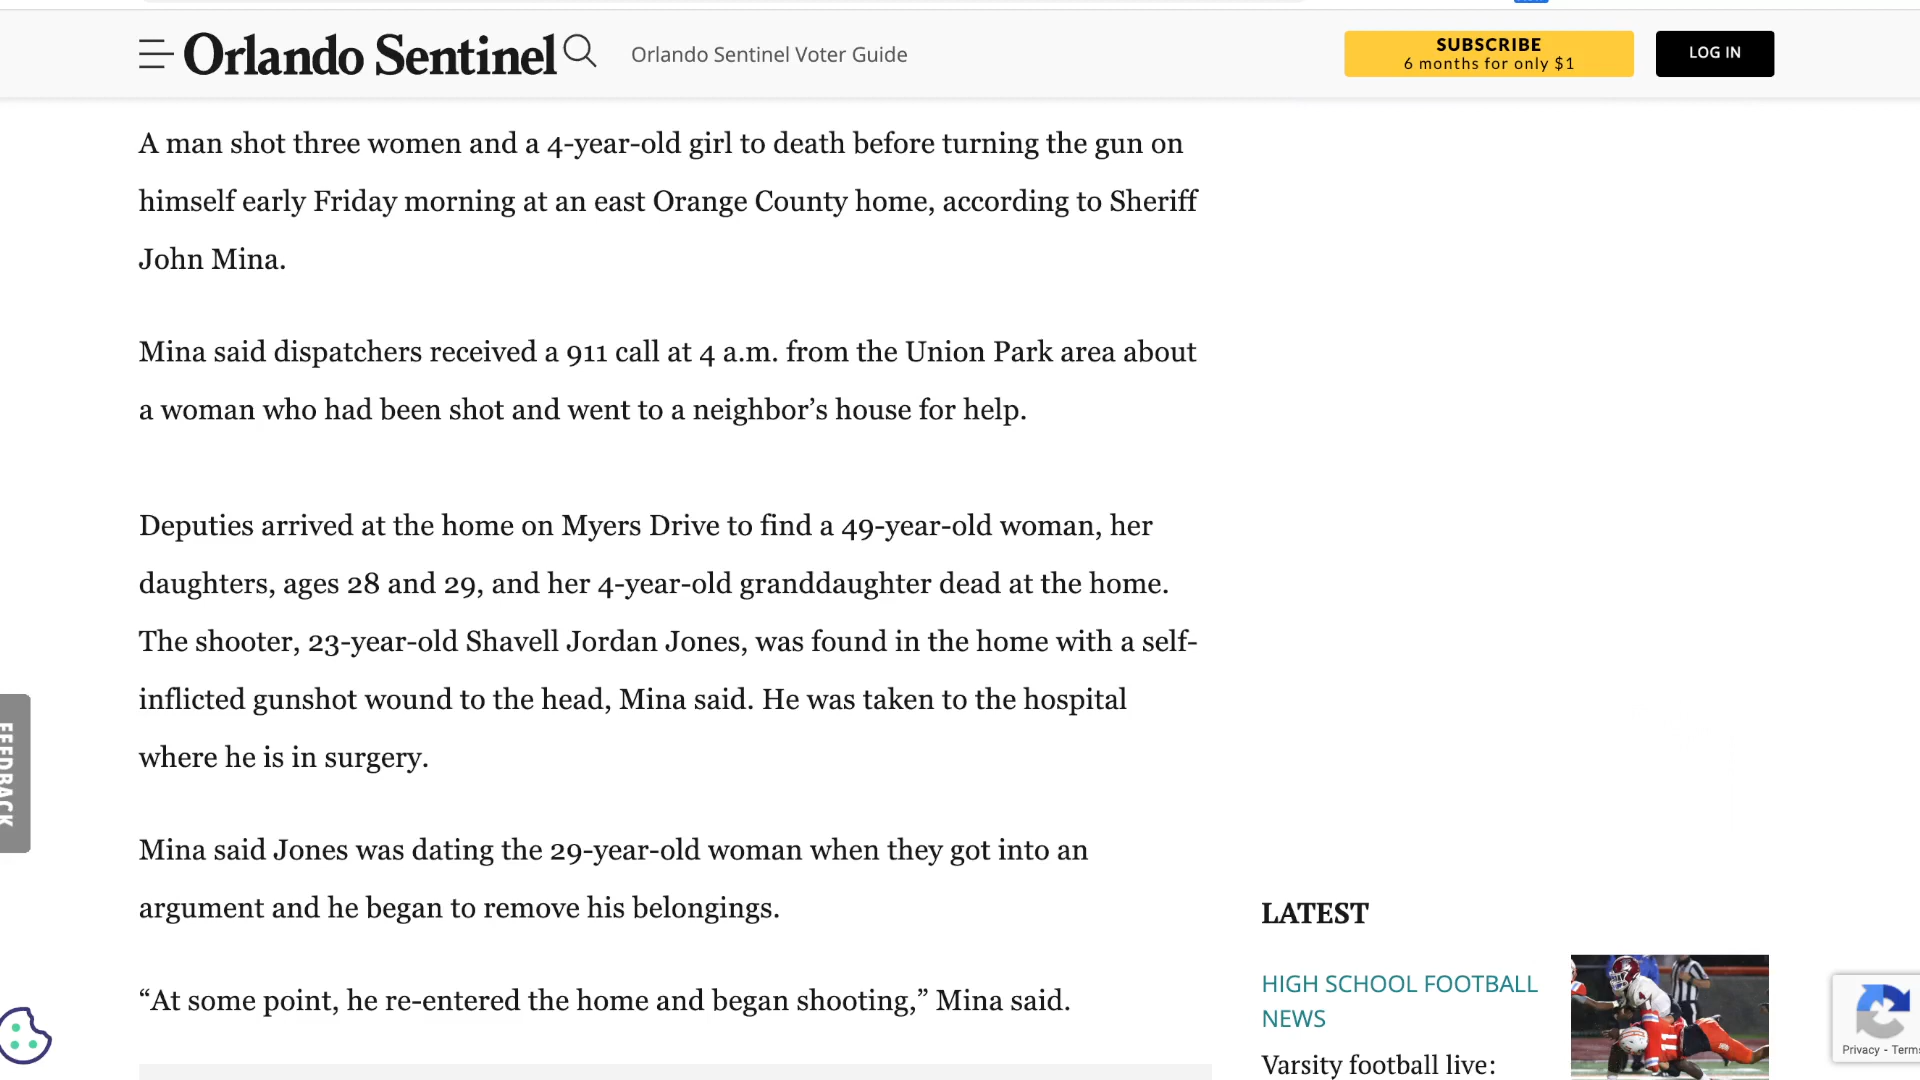 Orlando Sentinel
Orlando Sentinel Voter Guide
SUBSCRIBE
6 months for only $1
LOG IN
A man shot three women and a 4-year-old girl to death before turning the gun on
himself early Friday morning at an east Orange County home, according to Sheriff
John Mina.
Mina said dispatchers received a 911 call at 4 a.m. from the Union Park area about
a woman who had been shot and went to a neighbor’s house for help.
Deputies arrived at the home on Myers Drive to find a 49-year-old woman, her
daughters, ages 28 and 29, and her 4-year-old granddaughter dead at the home.
The shooter, 23-year-old Shavell Jordan Jones, was found in the home with a self-
inflicted gunshot wound to the head, Mina said. He was taken to the hospital
where he is in surgery.
Mina said Jones was dating the 29-year-old woman when they got into an
argument and he began to remove his belongings.
“At some point, he re-entered the home and began shooting,” Mina said.
FEEDBACK
LATEST
HIGH SCHOOL FOOTBALL
NEWS
Varsity football live:
11
Privacy - Terms